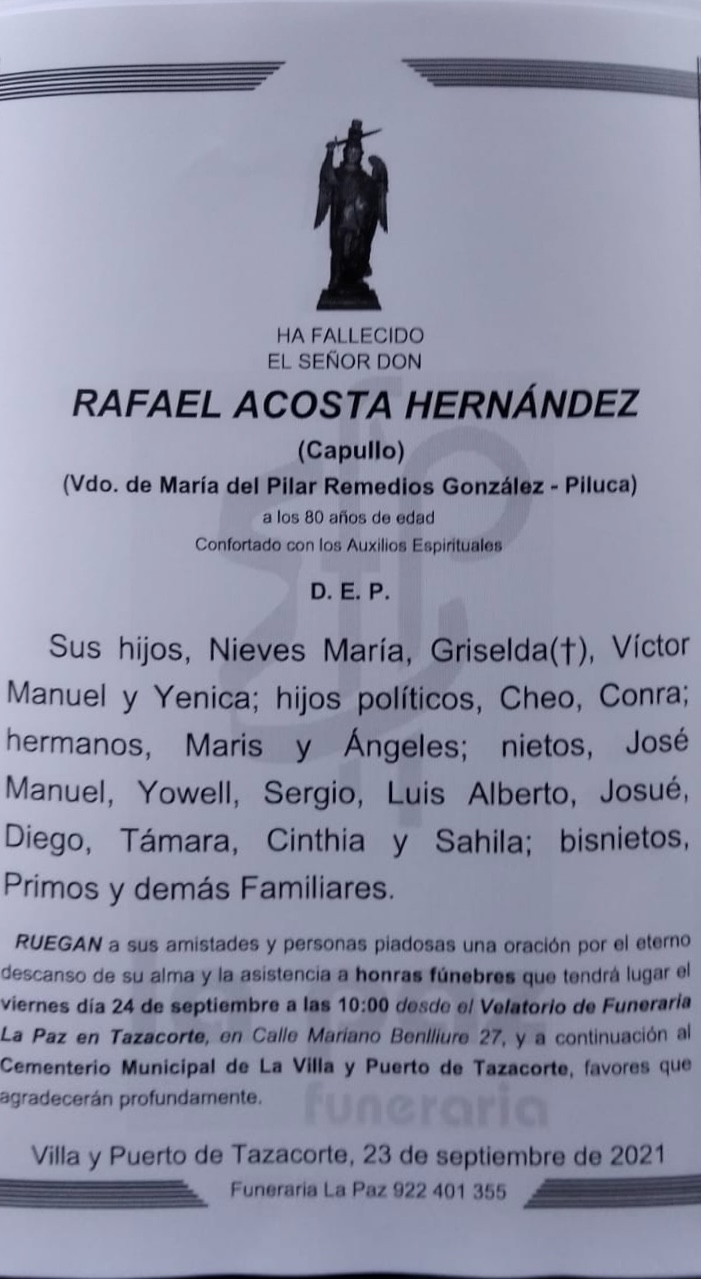 HA FALLECIDO
EL SEÑOR DON
RAFAEL ACOSTA HERNÁNDEZ
(Capullo)
(Vdo. de María del Pilar Remedios González - Piluca)
a los 80 años de edad
Confortado con los Auxilios Espirituales
D. E. P.
Sus hijos, Nieves María, Griselda(†), Víctor
Manuel y Yenica; hijos políticos, Cheo, Conra;
hermanos, Maris y Ángeles; nietos, José
Manuel, Yowell, Sergio, Luis Alberto, Josué,
Diego, Támara, Cinthia y Sahila; bisnietos,
Primos y demás Familiares.
RUEGAN a sus amistades y personas piadosas una oración por el eterno
descanso de su alma y la asistencia a honras fúnebres que tendrá lugar el
viernes día 24 de septiembre a las 10:00 desde el Velatorio de Funeraria
La Paz en Tazacorte, en Calle Mariano Benlliure 27, y a continuación al
Cementerio Municipal de La Villa y Puerto de Tazacorte, favores que
agradecerán profundamente.
funeraria
Villa y Puerto de Tazacorte, 23 de septiembre de 2021
Funeraria La Paz 922 401 355